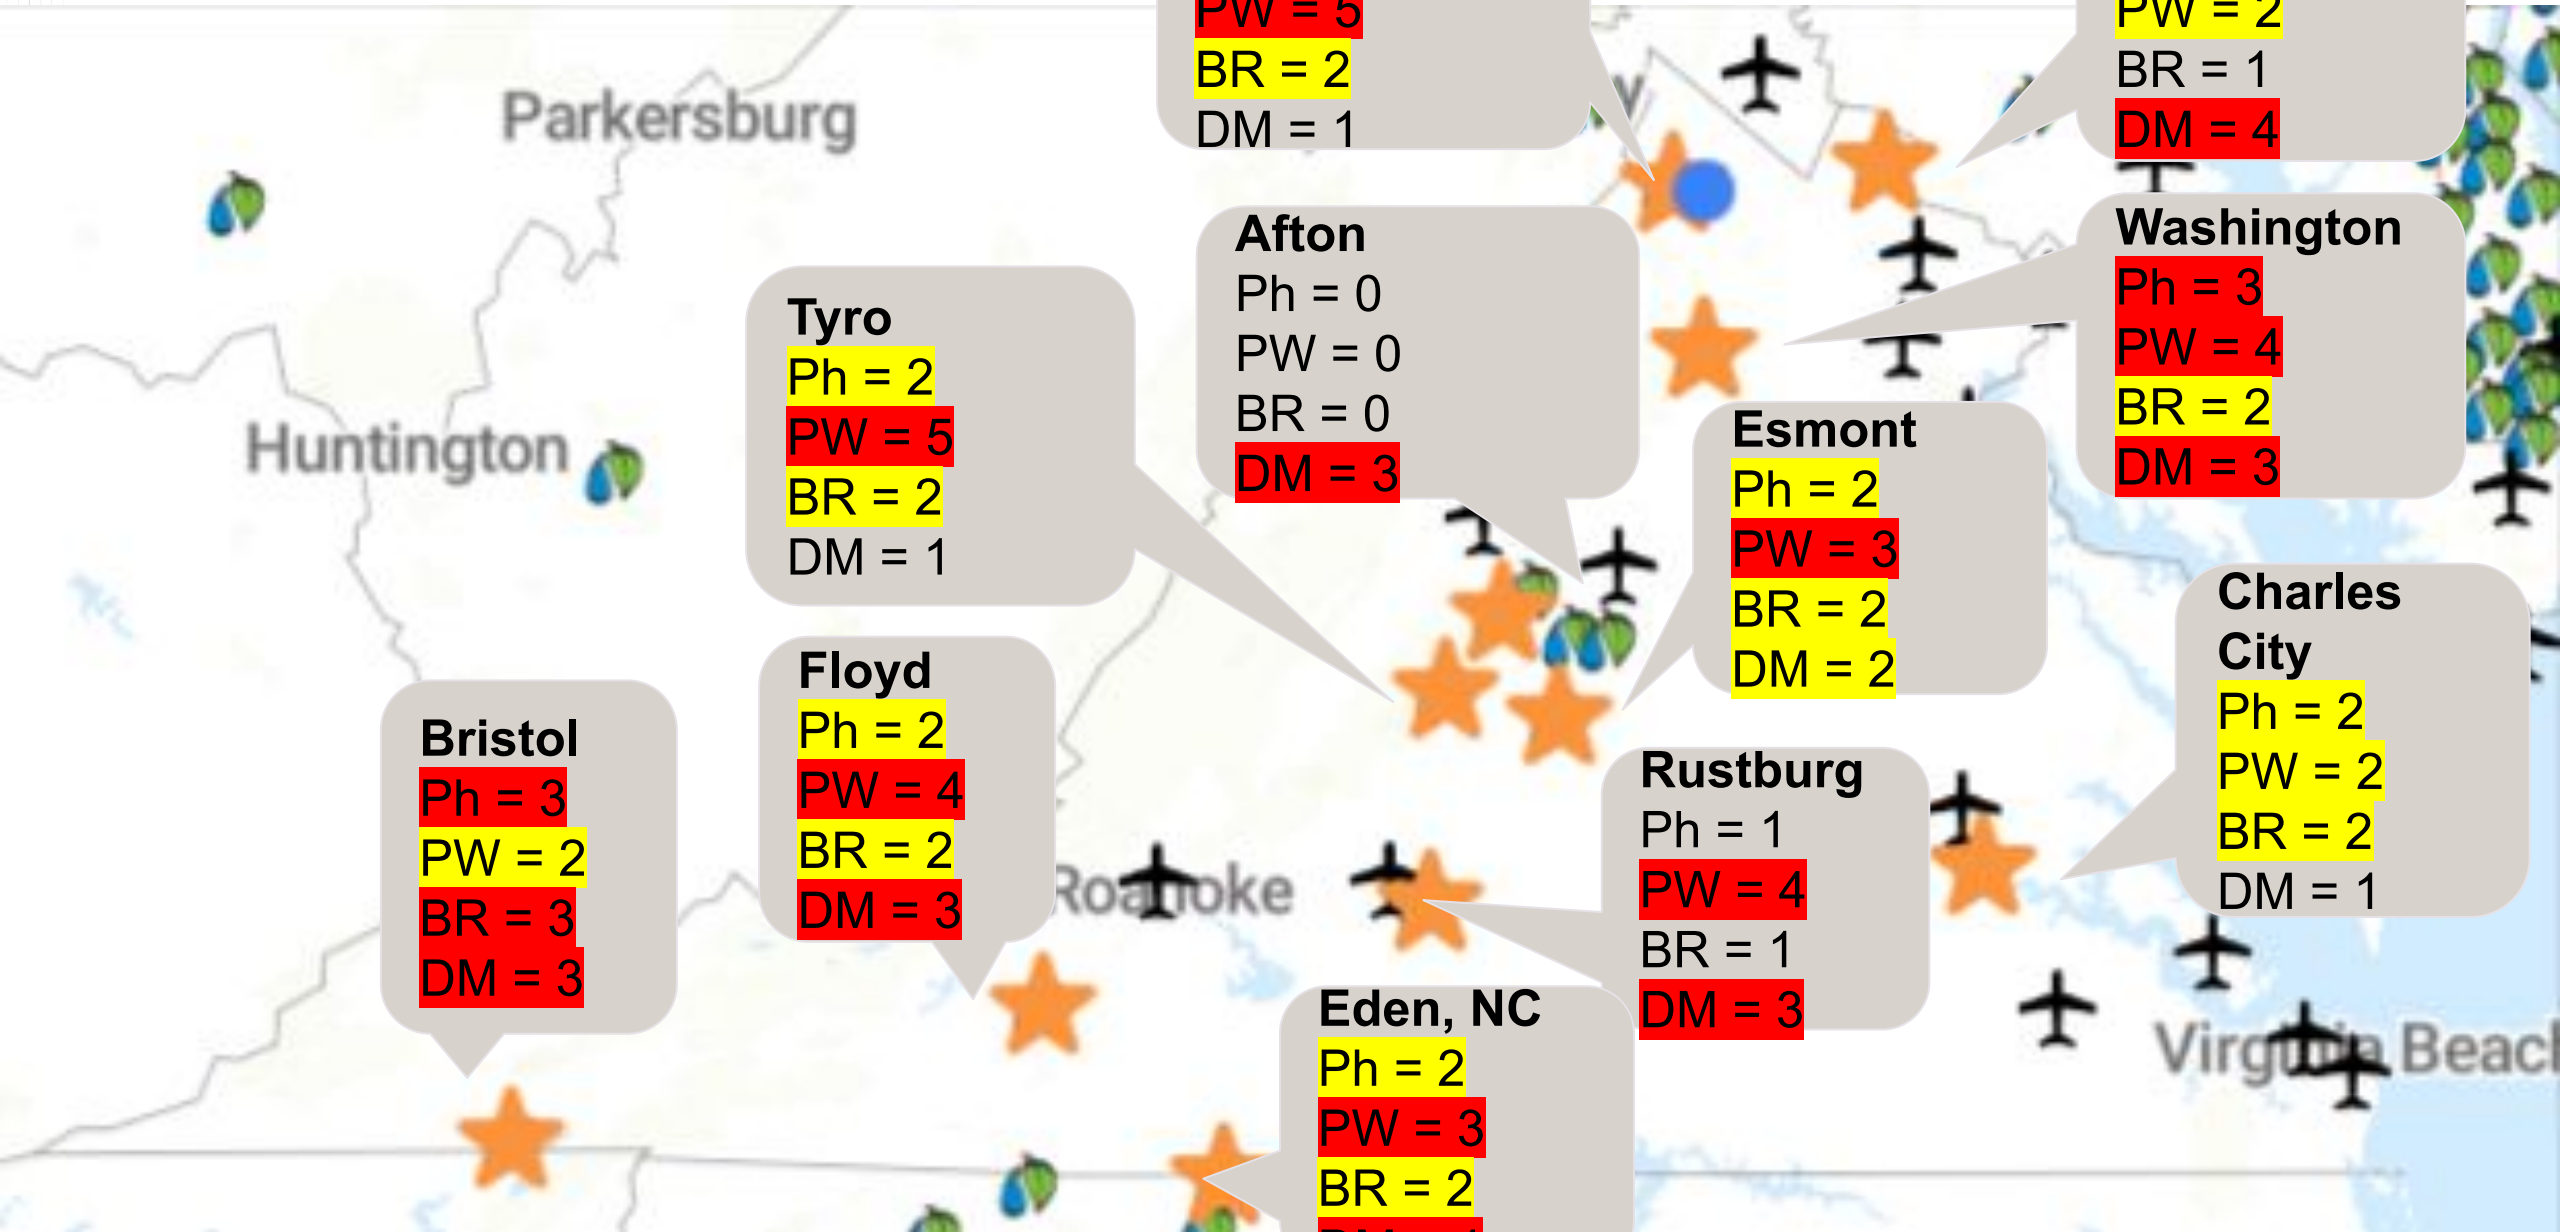 PW = 5
BR = 2
DM = 1
PW = 2
BR = 1
DM = 4
Parkersburg
Afton
Ph = 0
PW = 0
BR = 0
DM = 3
Washington
Ph = 3
PW = 4
BR = 2
DM = 3
Tyro
Ph = 2
PW = 5
BR = 2
DM = 1
Huntington
Esmont
Ph = 2
PW = 3
BR = 2
DM = 2
Charles
City
Ph = 2
PW = 2
BR = 2
DM = 1
Floyd
Ph = 2
PW = 4
BR = 2
DM = 3
Bristol
Ph = 3
PW = 2
BR = 3
DM = 3
Rustburg
Ph = 1
PW = 4
BR = 1
DM = 3
Roanoke
Eden, NC
Ph = 2
PW = 3
BR = 2
Virginia Beach